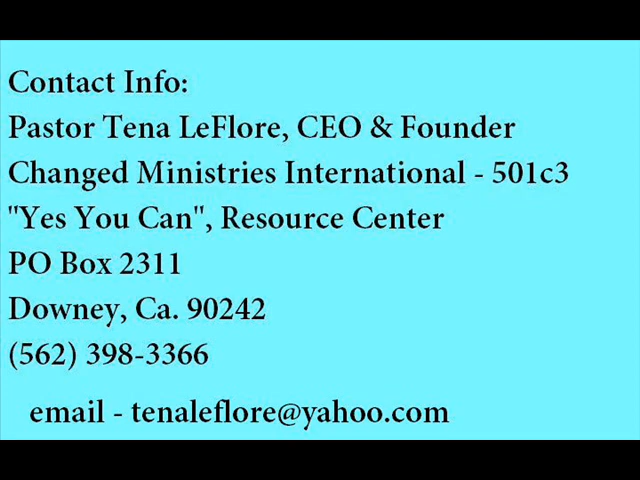 Contact Info:
Pastor Tena LeFlore, CEO & Founder
Changed Ministries International - 501c3
"Yes You Can", Resource Center
PO Box 2311
Downey, Ca. 90242
(562) 398-3366
email - tenaleflore@yahoo.com